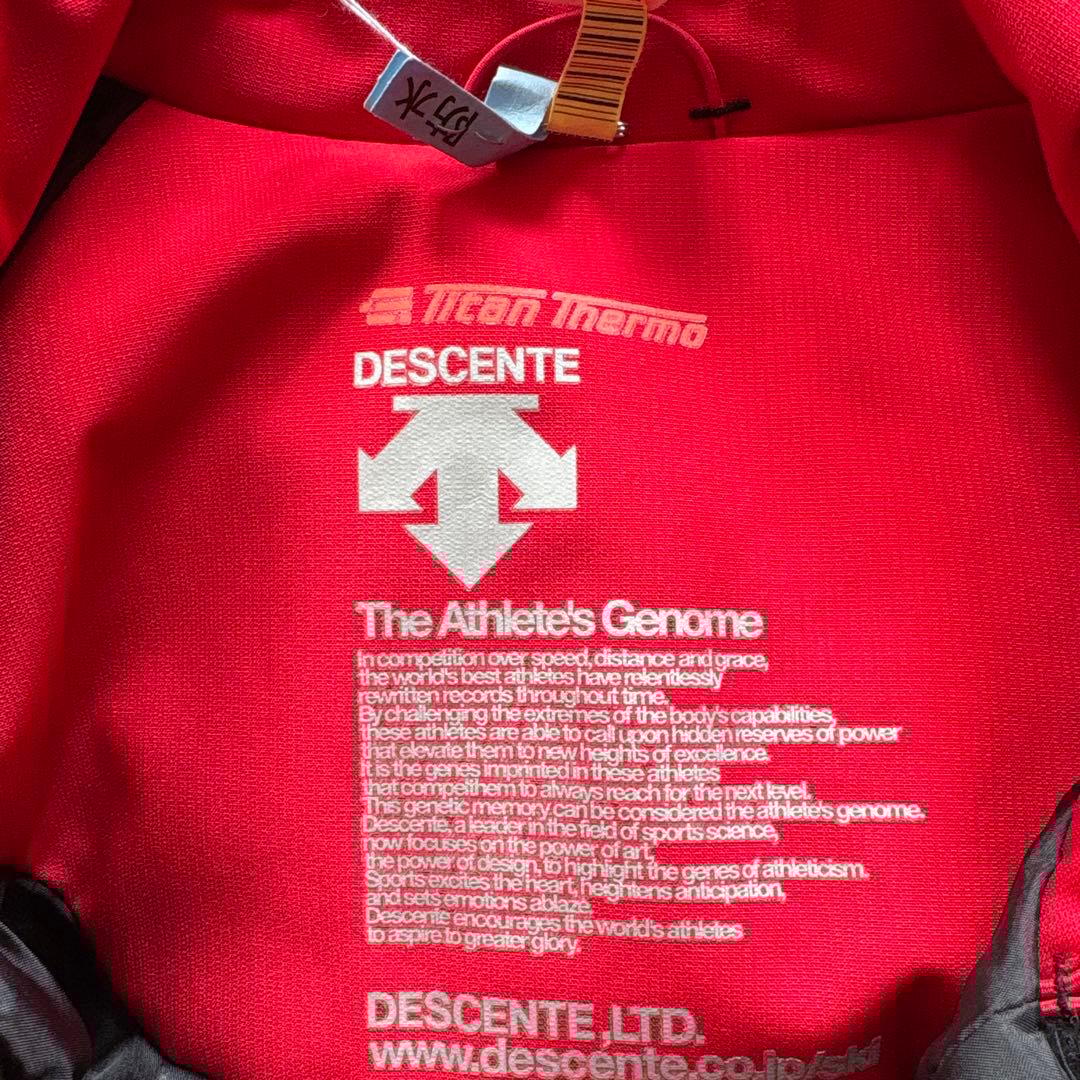 防水
Titan Thermo
DESCENTE
The Athlete's Genome
In competition over speed, distance and grace,
the world's best athletes have relentlessly
rewritten records throughout time.
By challenging the extremes of the body's capabilities,
these athletes are able to call upon hidden reserves of power
that elevate them to new heights of excellence.
It is the genes imprinted in these athletes
that compel them to always reach for the next level.
This genetic memory can be considered the athlete's genome.
Descente, a leader in the field of sports science,
now focuses on the power of art,
the power of design, to highlight the genes of athleticism.
Sports excites the heart, heightens anticipation,
and sets emotions ablaze.
Descente encourages the world's athletes
to aspire to greater glory.
DESCENTE,LTD.
www.descente.co.jp/ski